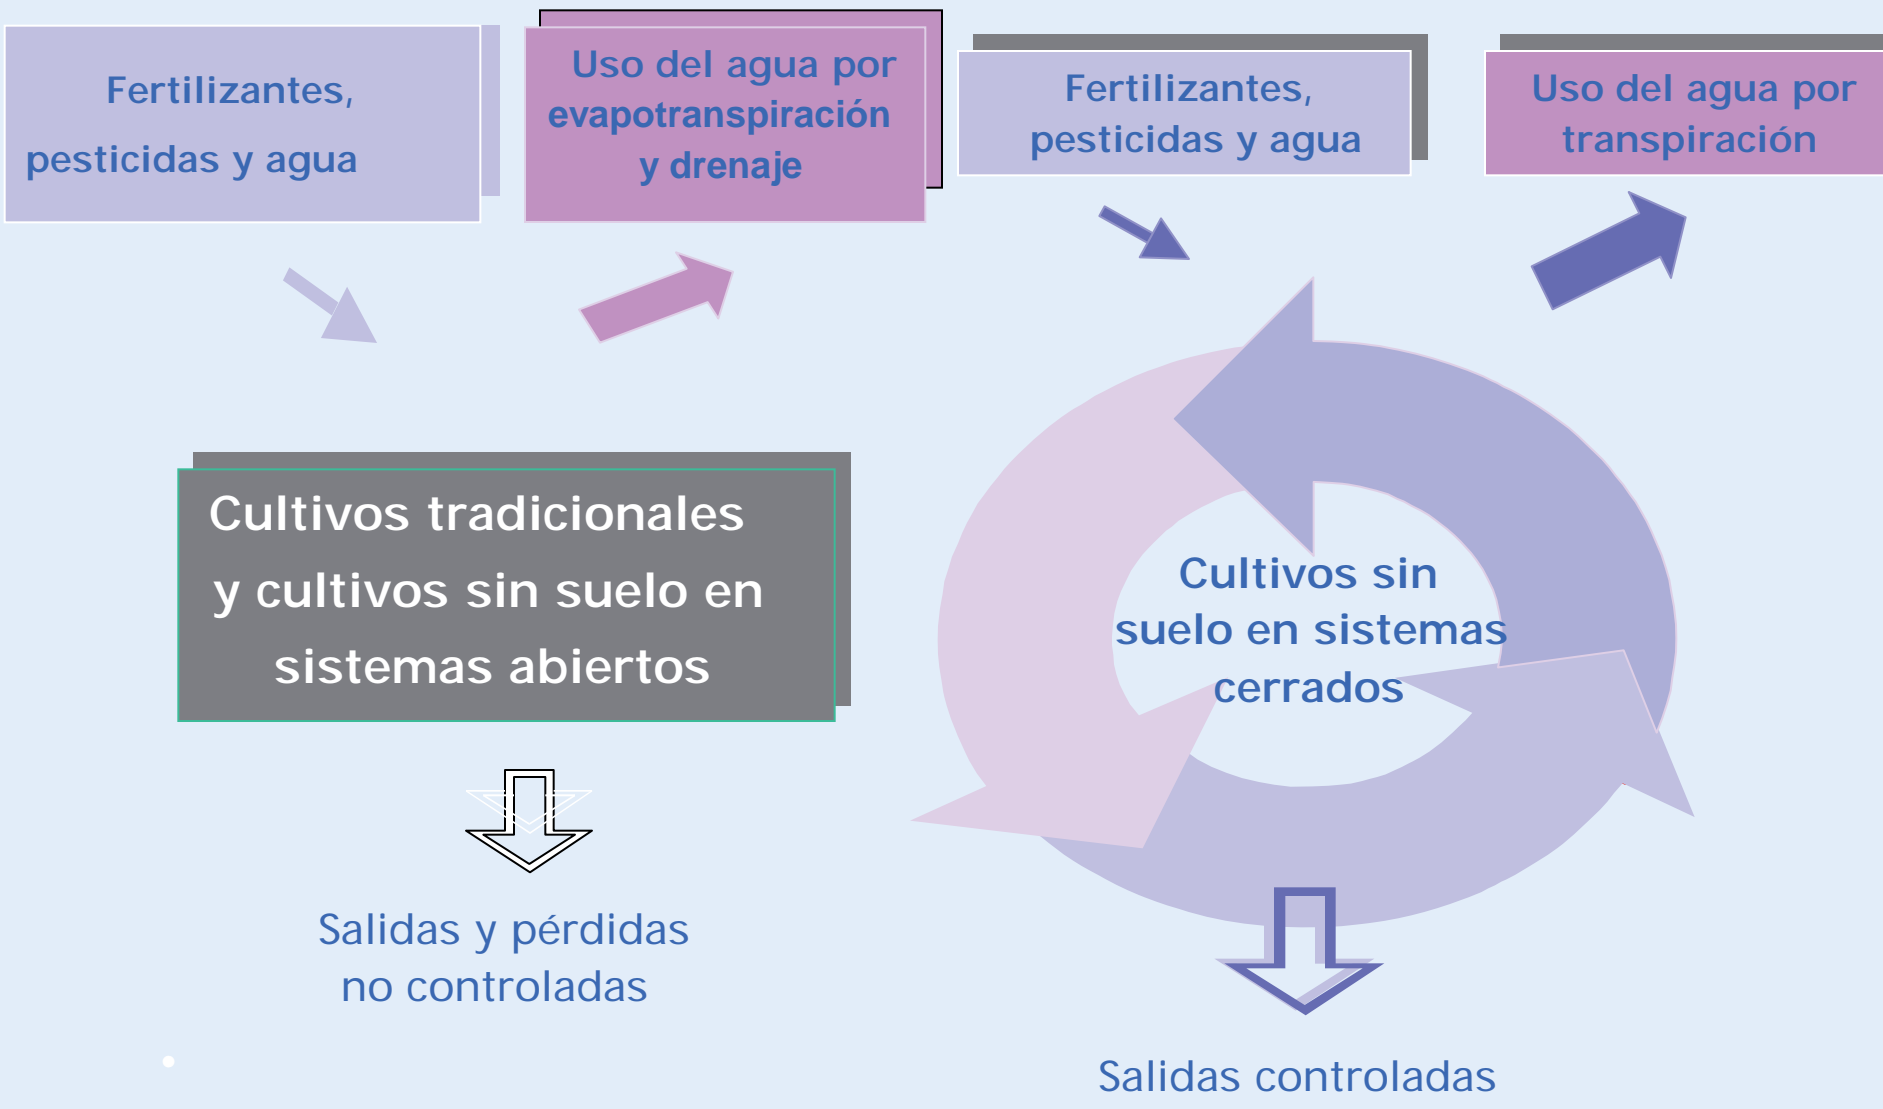 Fertilizantes,
pesticidas y agua
Uso del agua por
evapotranspiración
y drenaje
Fertilizantes,
pesticidas y agua
Uso del agua por
transpiración
Cultivos tradicionales
y cultivos sin suelo en
sistemas abiertos
Cultivos sin
suelo en sistemas
cerrados
Salidas y pérdidas
no controladas
Salidas controladas